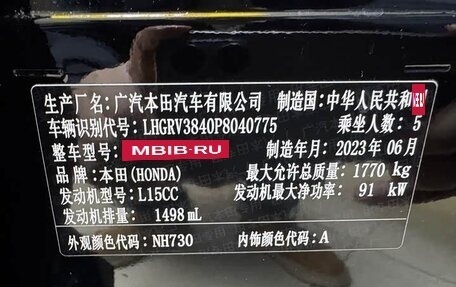 生产厂名:广汽本田汽车有限公司 制造国:中华人民共和
车辆识别代号:LHGRV3840P8040775 乘坐人数: 5
整车型号: MBIB.RU 制造年月:2023年06月
品 牌:本田(HONDA) 最大允许总质量:1770 kg
发动机型号:L15CC 发动机最大净功率: 91 kW
发动机排量: 1498mL
外观颜色代码:NH730 内饰颜色代码:A